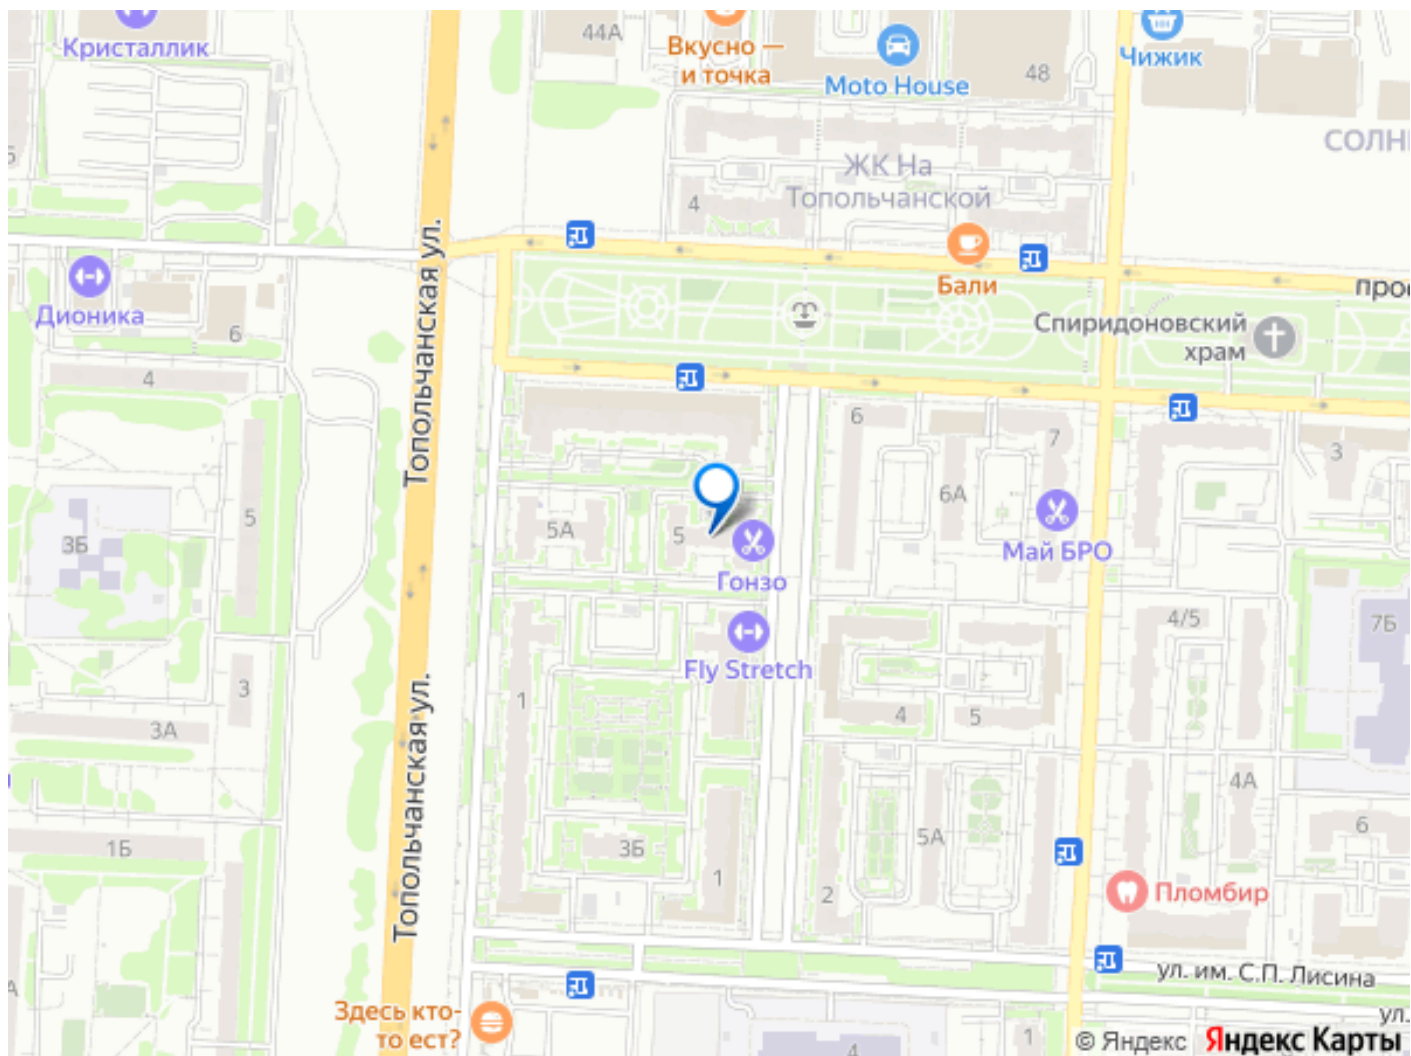 Кристаллик
44А
Вкусно —
и точка
Moto House
48
Чижик
СОЛН
ЖК На
Топольчанской
4
Бали
Топольчанская ул.
Дионика
6
4
Спиридоновский
храм
6
7
3
6А
5
3Б
5А
5
Гонзо
Май БРО
Fly Stretch
4/5
7Б
3
3А
1
4
5
Топольчанская ул.
1Б
3Б
1
5А
2
4А
6
Пломбир
ул. им. С.П. Лисина
Здесь кто-
то ест?
4
1
ул.
© Яндекс
Яндекс Карты